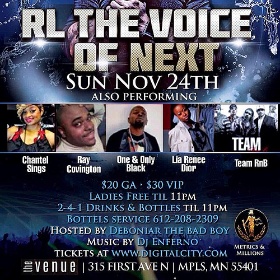 RL THE VOICE
OF NEXT
SUN NOV 24TH
ALSO PERFORMING
TEAM
Chantel Sings
Ray Covington
One & Only Black
Lia Renee Dior
Team RnB
$20 GA · $30 VIP
LADIES FREE TIL 11PM
2-4-1 DRINKS & BOTTLES TIL 11PM
BOTTELS SERVICE 612-208-2309
HOSTED BY DEBONIAR THE BAD BOY
MUSIC BY DJ ENFERNO
TICKETS AT WWW.DIGITALCITY.COM
METRICS & MILLIONS
the venue | 315 FIRST AVE N | MPLS, MN 55401